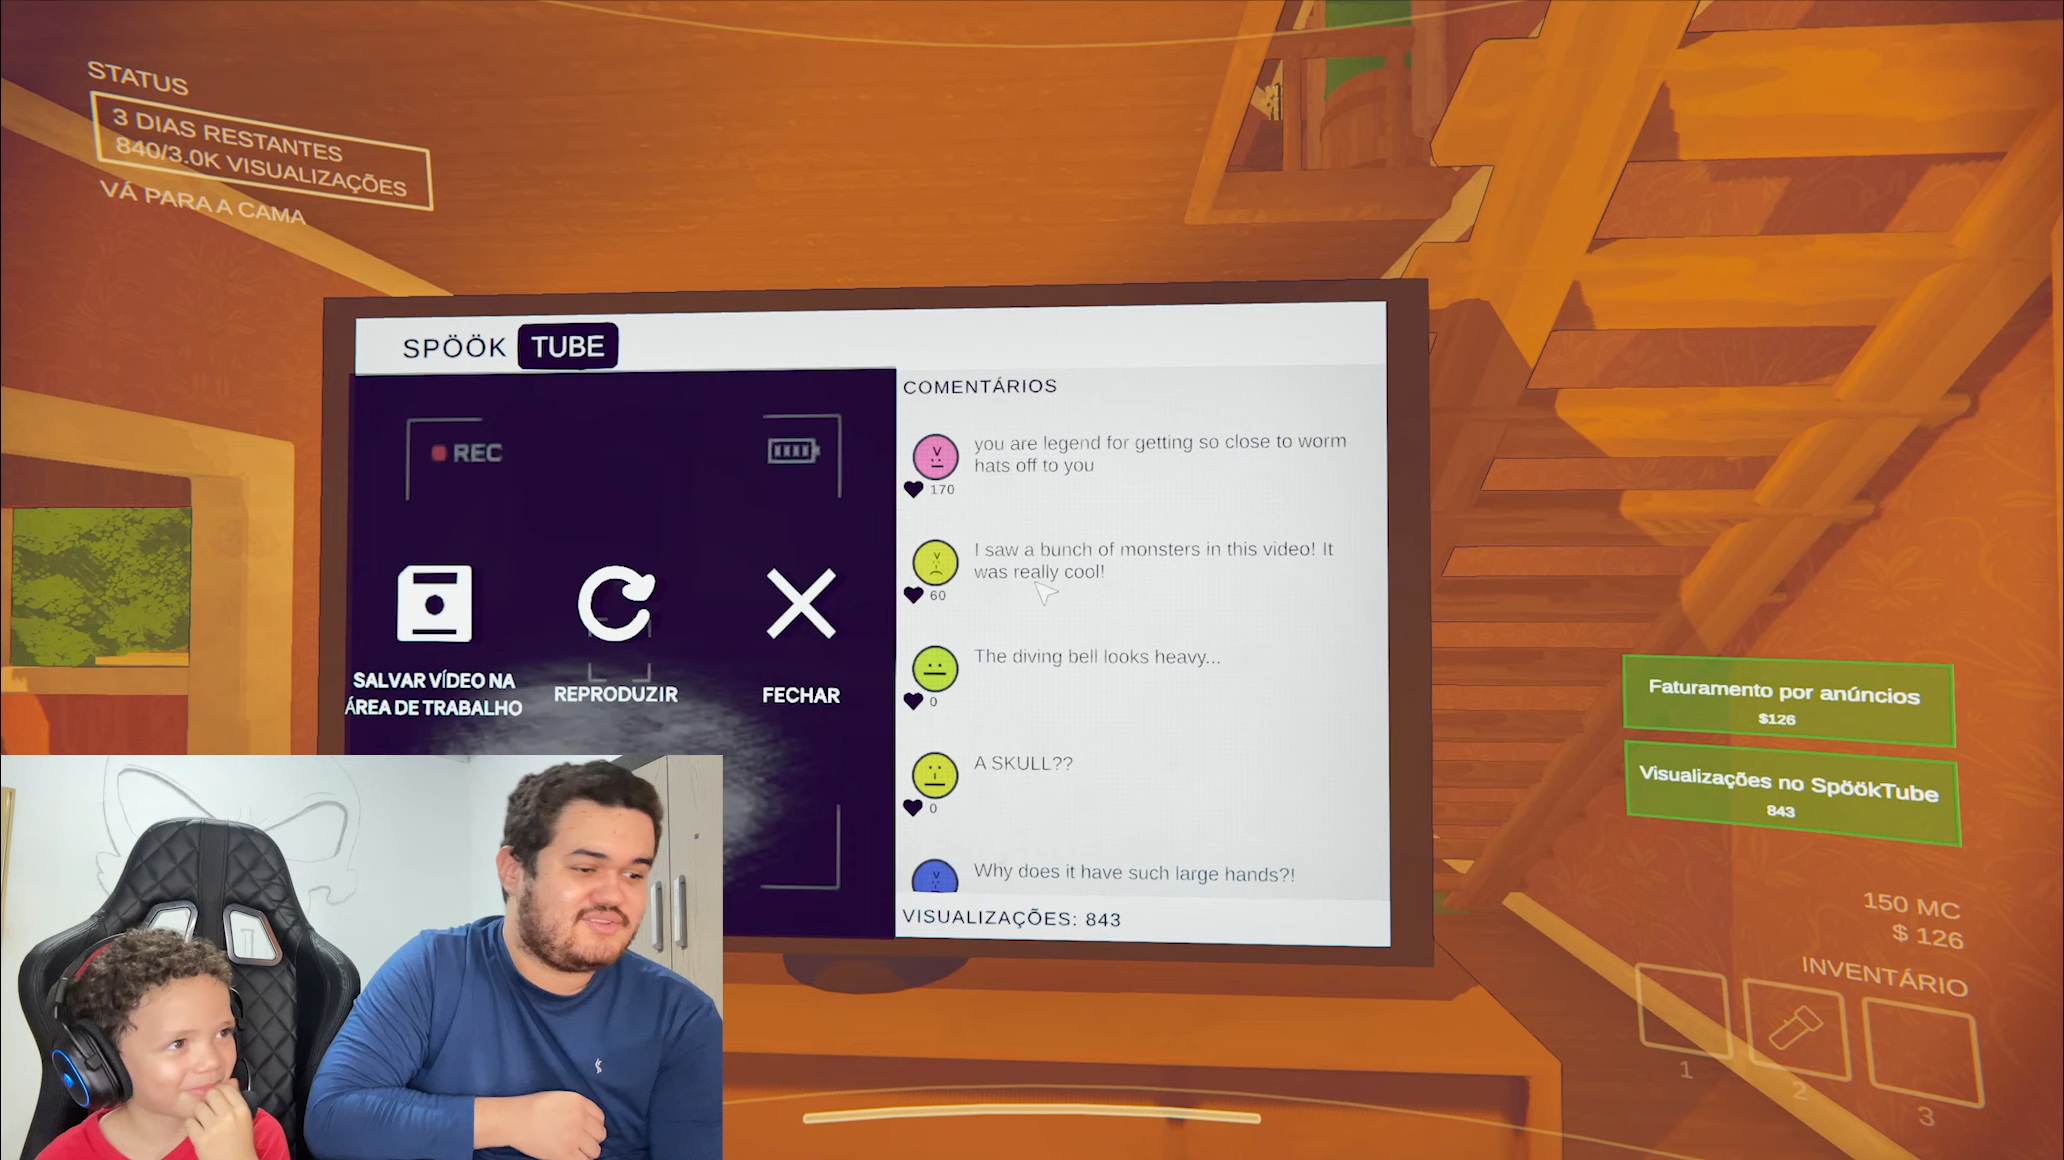 STATUS
3 DIAS RESTANTES
840/3.0K VISUALIZAÇÕES
VÁ PARA A CAMA
SPÖÖK TUBE
REC
SALVAR VÍDEO NA
ÁREA DE TRABALHO
REPRODUZIR
FECHAR
COMENTÁRIOS
you are legend for getting so close to worm
hats off to you
170
I saw a bunch of monsters in this video! It
was really cool!
60
The diving bell looks heavy...
0
A SKULL??
0
Why does it have such large hands?!
VISUALIZAÇÕES: 843
Faturamento por anúncios
$126
Visualizações no SpöökTube
843
150 MC
$ 126
INVENTÁRIO
1
2
3